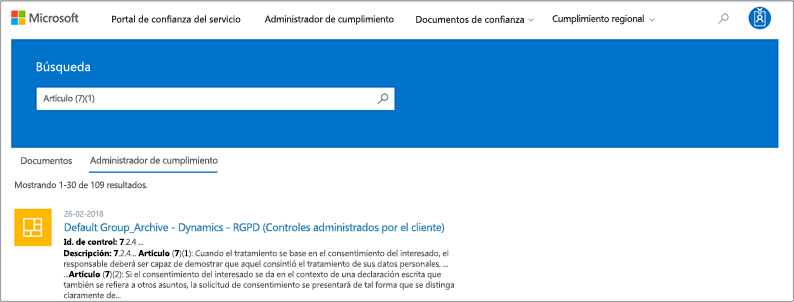 Microsoft Portal de confianza del servicio Administrador de cumplimiento Documentos de confianza Cumplimiento regional
Búsqueda
Artículo (7)(1)
Documentos Administrador de cumplimiento
Mostrando 1-30 de 109 resultados.
26-02-2018
Default Group_Archive - Dynamics - RGPD (Controles administrados por el cliente)
Id. de control: 7.2.4 ...
Descripción: 7.2.4... Artículo (7)(1): Cuando el tratamiento se base en el consentimiento del interesado, el
responsable deberá ser capaz de demostrar que aquel consintió el tratamiento de sus datos personales. ...
...Artículo (7)(2): Si el consentimiento del interesado se da en el contexto de una declaración escrita que
también se refiera a otros asuntos, la solicitud de consentimiento se presentará de tal forma que se distinga
claramente de...